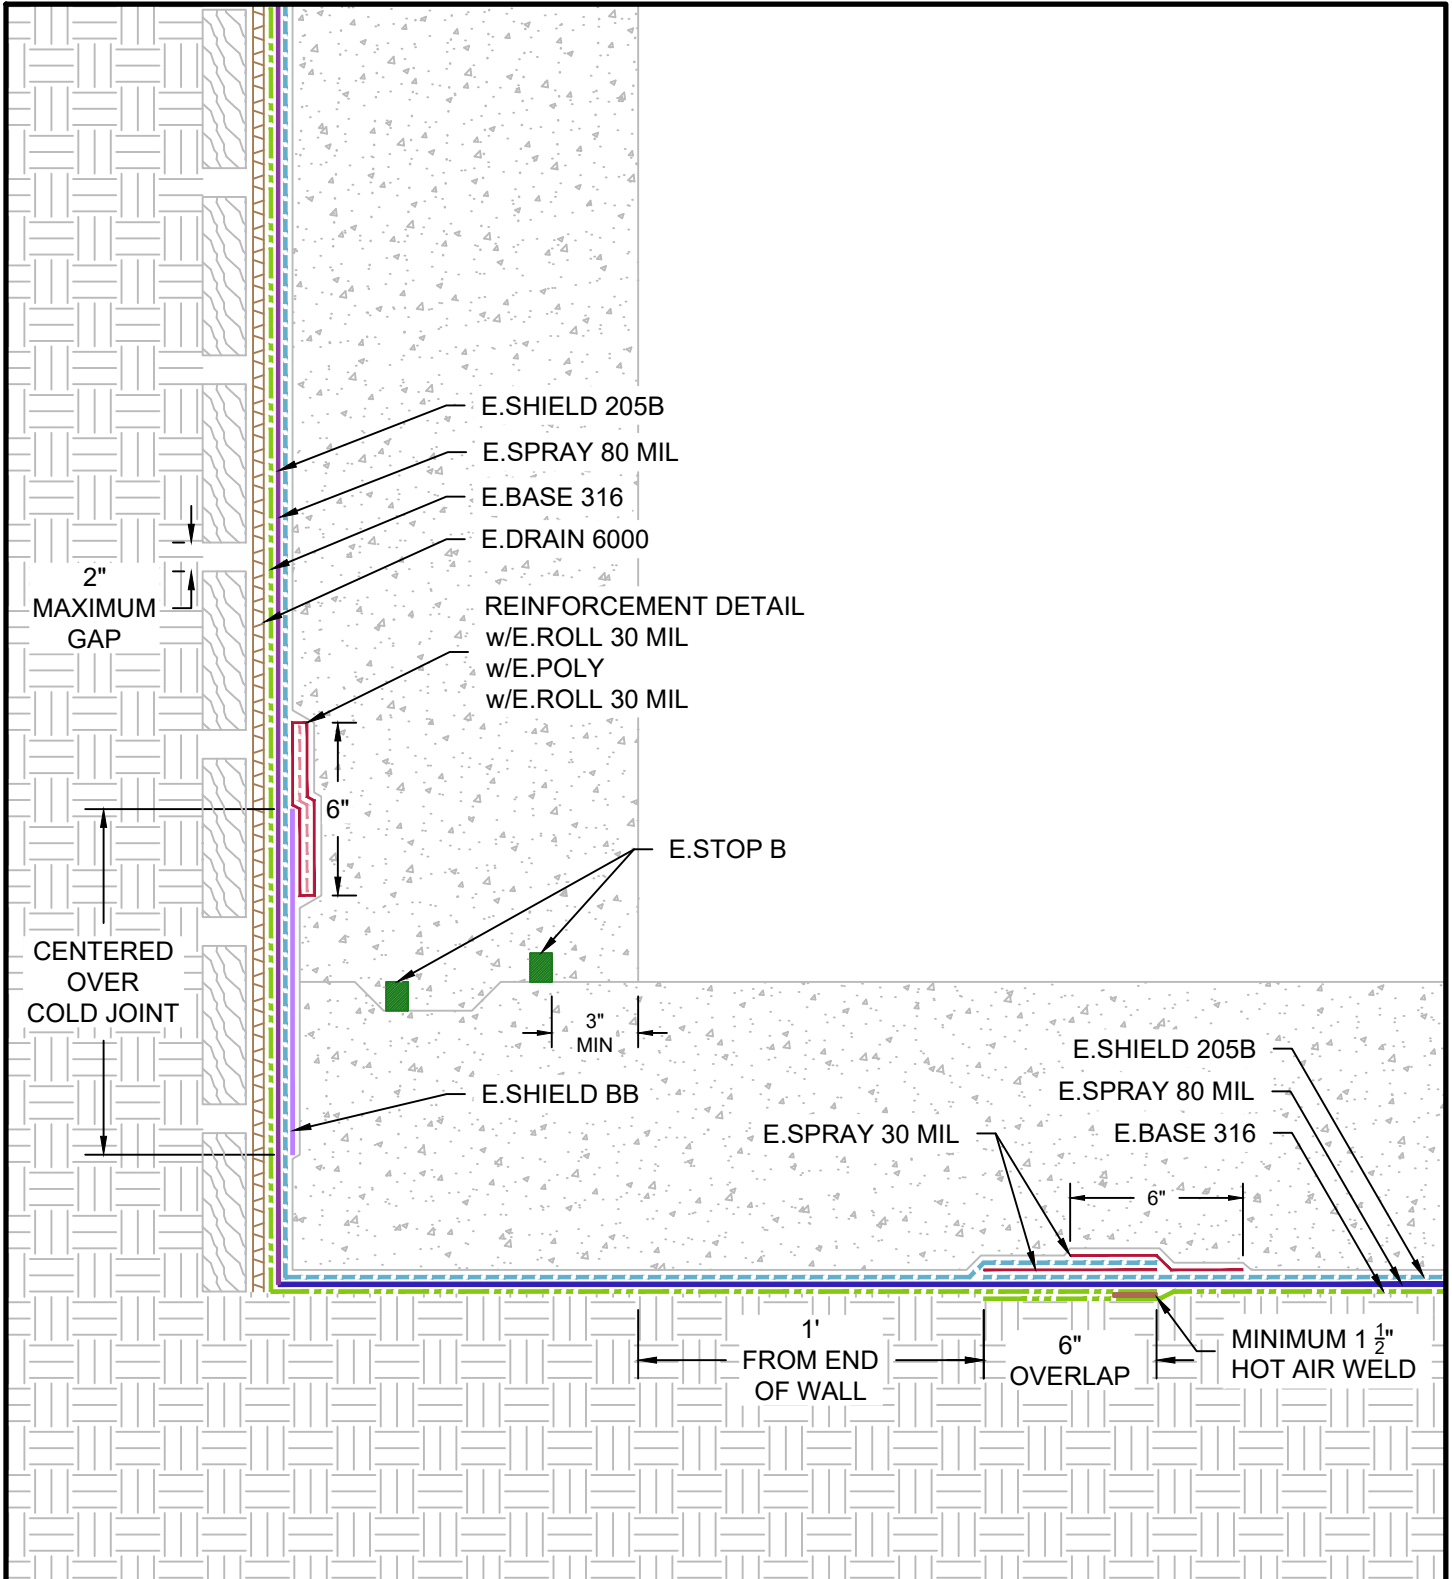 E.SHIELD 205B
E.SPRAY 80 MIL
E.BASE 316
E.DRAIN 6000
2"
MAXIMUM
GAP
REINFORCEMENT DETAIL
w/E.ROLL 30 MIL
w/E.POLY
w/E.ROLL 30 MIL
6"
E.STOP B
CENTERED
OVER
COLD JOINT
3"
MIN
E.SHIELD BB
E.SHIELD 205B
E.SPRAY 80 MIL
E.BASE 316
E.SPRAY 30 MIL
6"
1'
FROM END
OF WALL
6"
OVERLAP
MINIMUM 1 1/2"
HOT AIR WELD